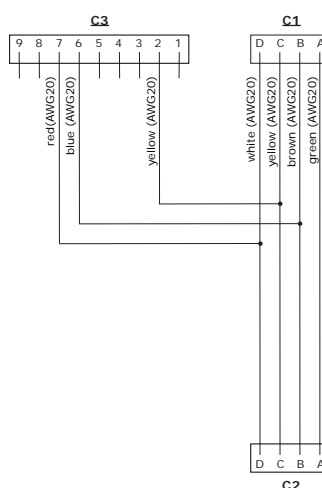 C3
C1
9 8 7 6 5 4 3 2 1
D C B A
red(AWG20)
blue (AWG20)
yellow (AWG20)
white (AWG20)
yellow (AWG20)
brown (AWG20)
green (AWG20)
D C B A
C2